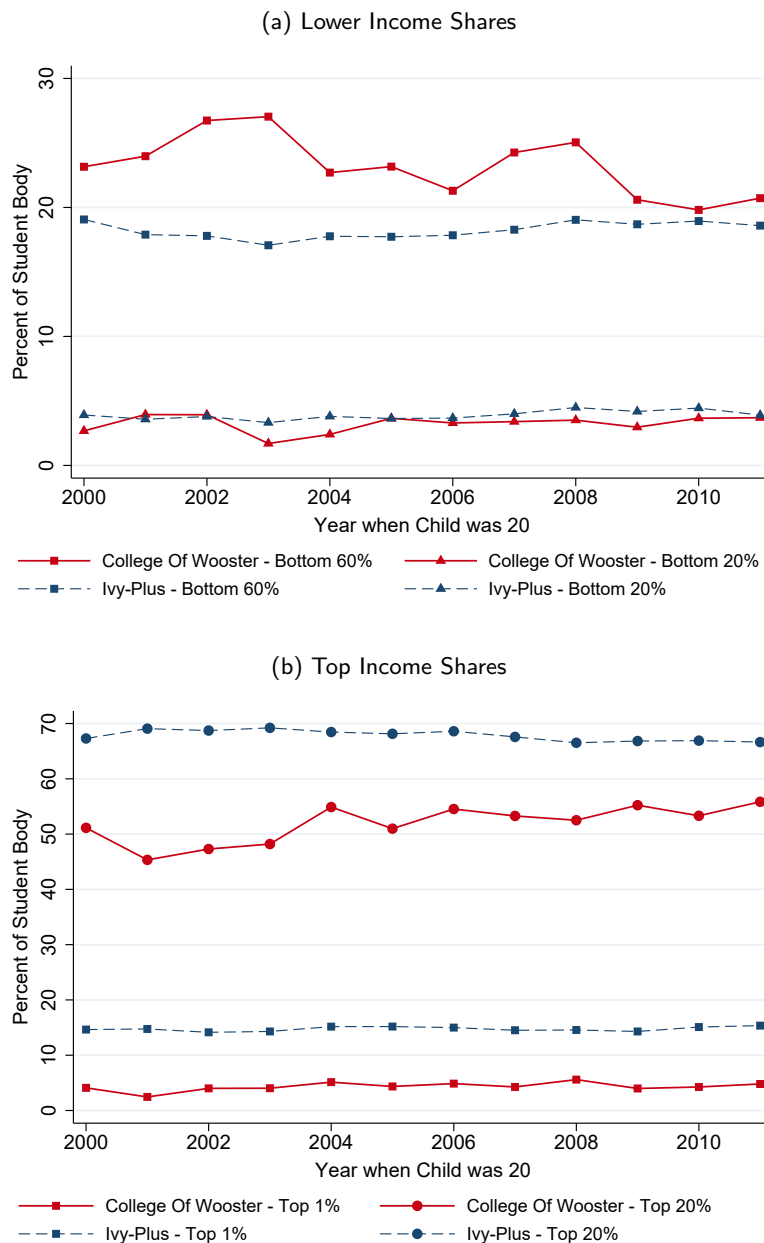 (a) Lower Income Shares
30
20
10
0
Percent of Student Body
2000 2002 2004 2006 2008 2010
Year when Child was 20
College Of Wooster - Bottom 60% College Of Wooster - Bottom 20%
Ivy-Plus - Bottom 60% Ivy-Plus - Bottom 20%
(b) Top Income Shares
70
60
50
40
30
20
10
0
Percent of Student Body
2000 2002 2004 2006 2008 2010
Year when Child was 20
College Of Wooster - Top 1% College Of Wooster - Top 20%
Ivy-Plus - Top 1% Ivy-Plus - Top 20%